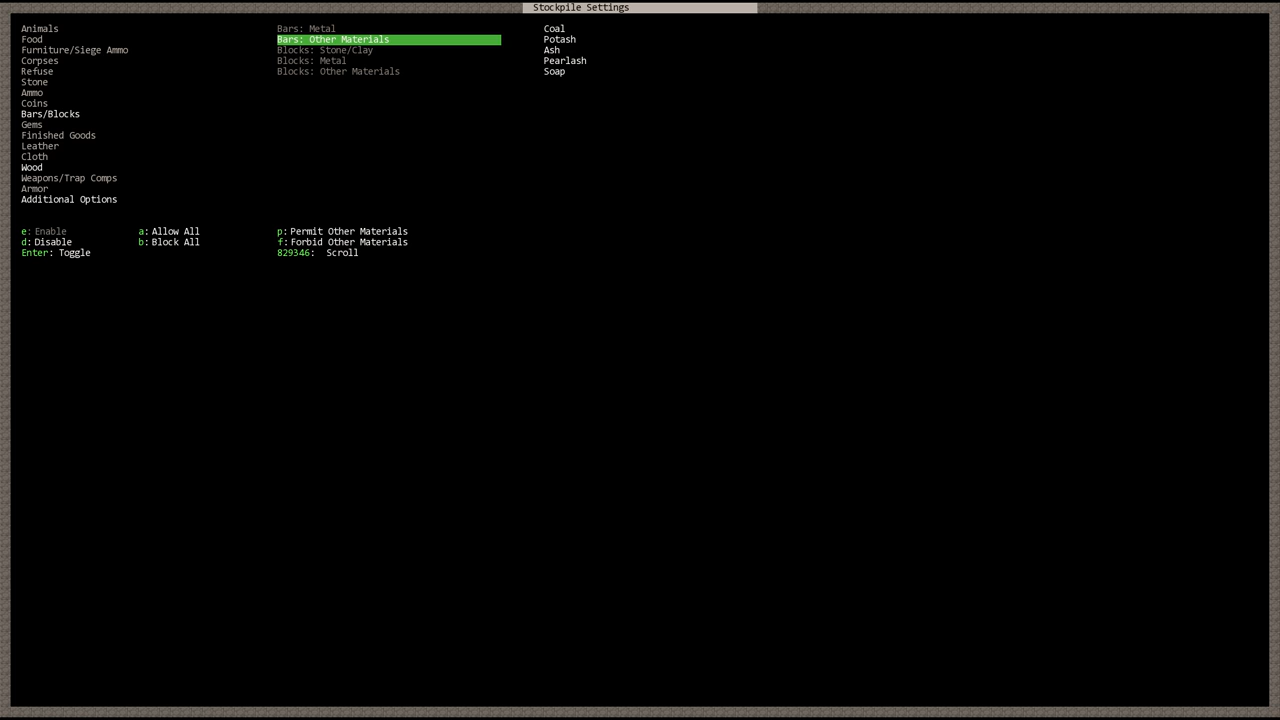 Stockpile Settings
Animals Bars: Metal Coal
Food Bars: Other Materials Potash
Furniture/Siege Ammo Blocks: Stone/Clay Ash
Corpses Blocks: Metal Pearlash
Refuse Blocks: Other Materials Soap
Stone
Ammo
Coins
Bars/Blocks
Gems
Finished Goods
Leather
Cloth
Wood
Weapons/Trap Comps
Armor
Additional Options
e: Enable a: Allow All p: Permit Other Materials
d: Disable b: Block All f: Forbid Other Materials
Enter: Toggle 829346: Scroll